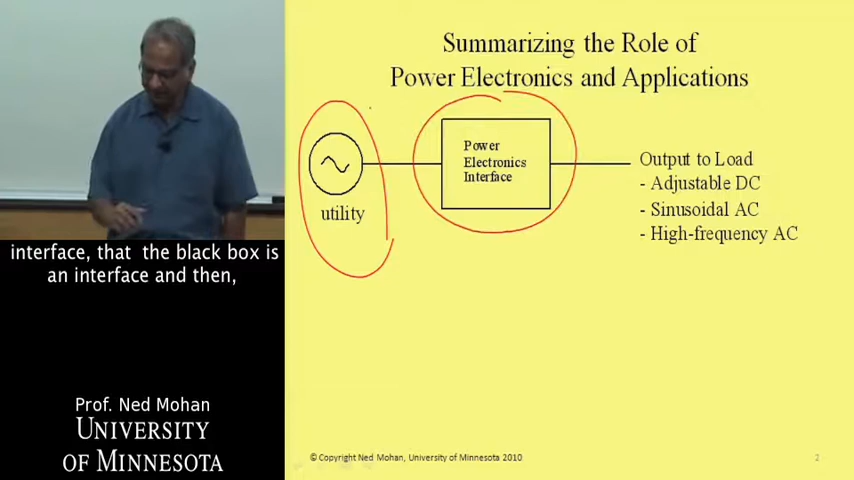 Summarizing the Role of
Power Electronics and Applications
Power
Electronics
Interface
utility
Output to Load
- Adjustable DC
- Sinusoidal AC
- High-frequency AC
interface, that the black box is
an interface and then,
Prof. Ned Mohan
UNIVERSITY
OF MINNESOTA
© Copyright Ned Mohan, University of Minnesota 2010
2